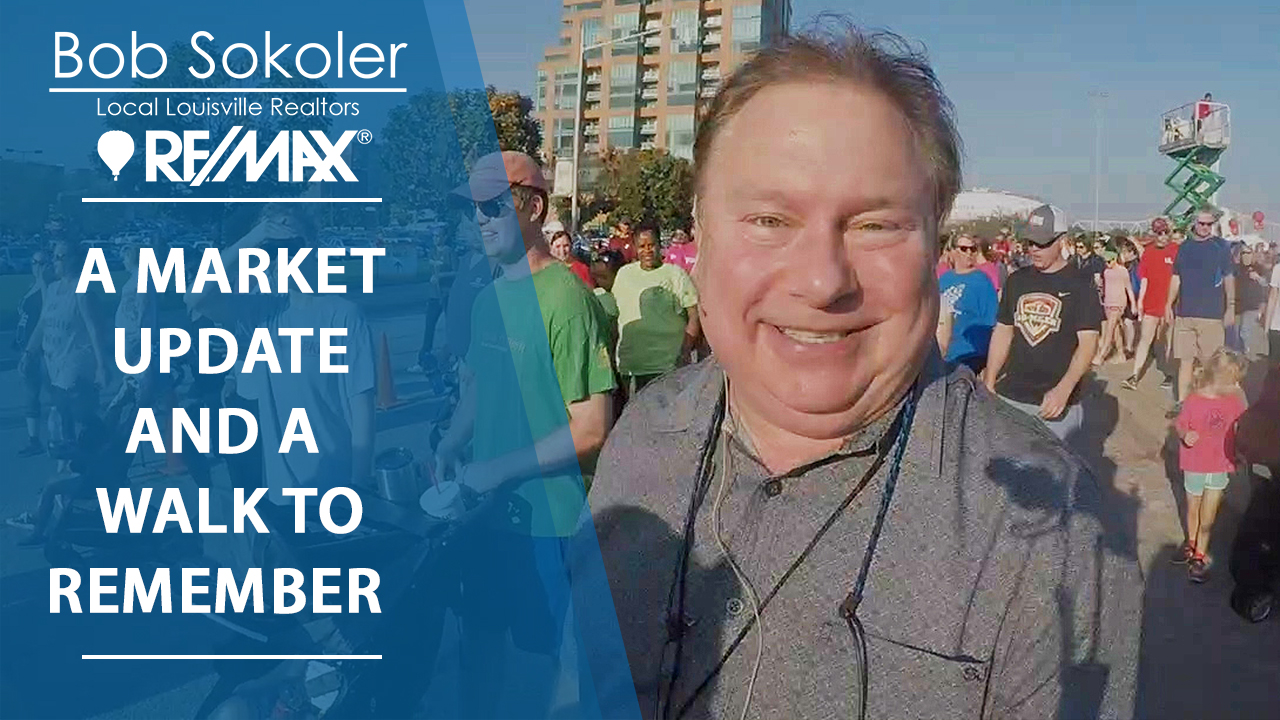 Bob Sokoler
Local Louisville Realtors
RE/MAX®
A MARKET
UPDATE
AND A
WALK TO
REMEMBER